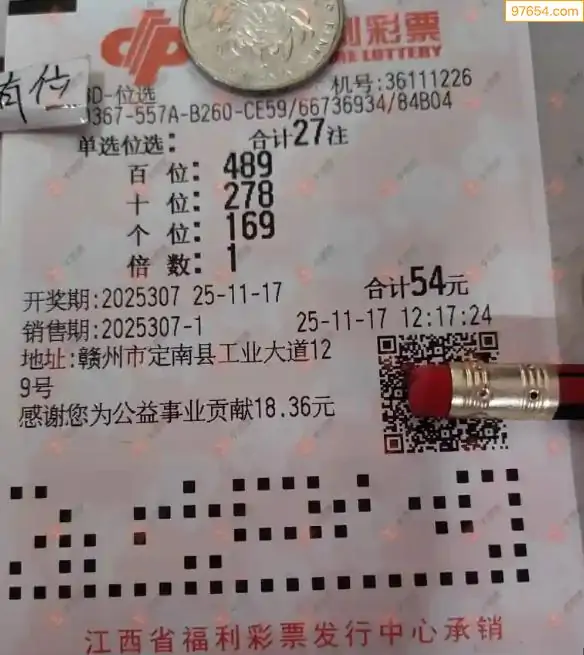 97654.com
利彩票
RE LOTTERY
位
3D-位选
机号:36111226
0367-557A-B260-CE59/66736934/84B04
单选位选:
合计27注
百 位: 489
十 位: 278
个 位: 169
倍 数: 1
开奖期:2025307 25-11-17
合计54元
销售期:2025307-1
25-11-17 12:17:24
地址:赣州市定南县工业大道12
9号
感谢您为公益事业贡献18.36元
江西省福利彩票发行中心承销